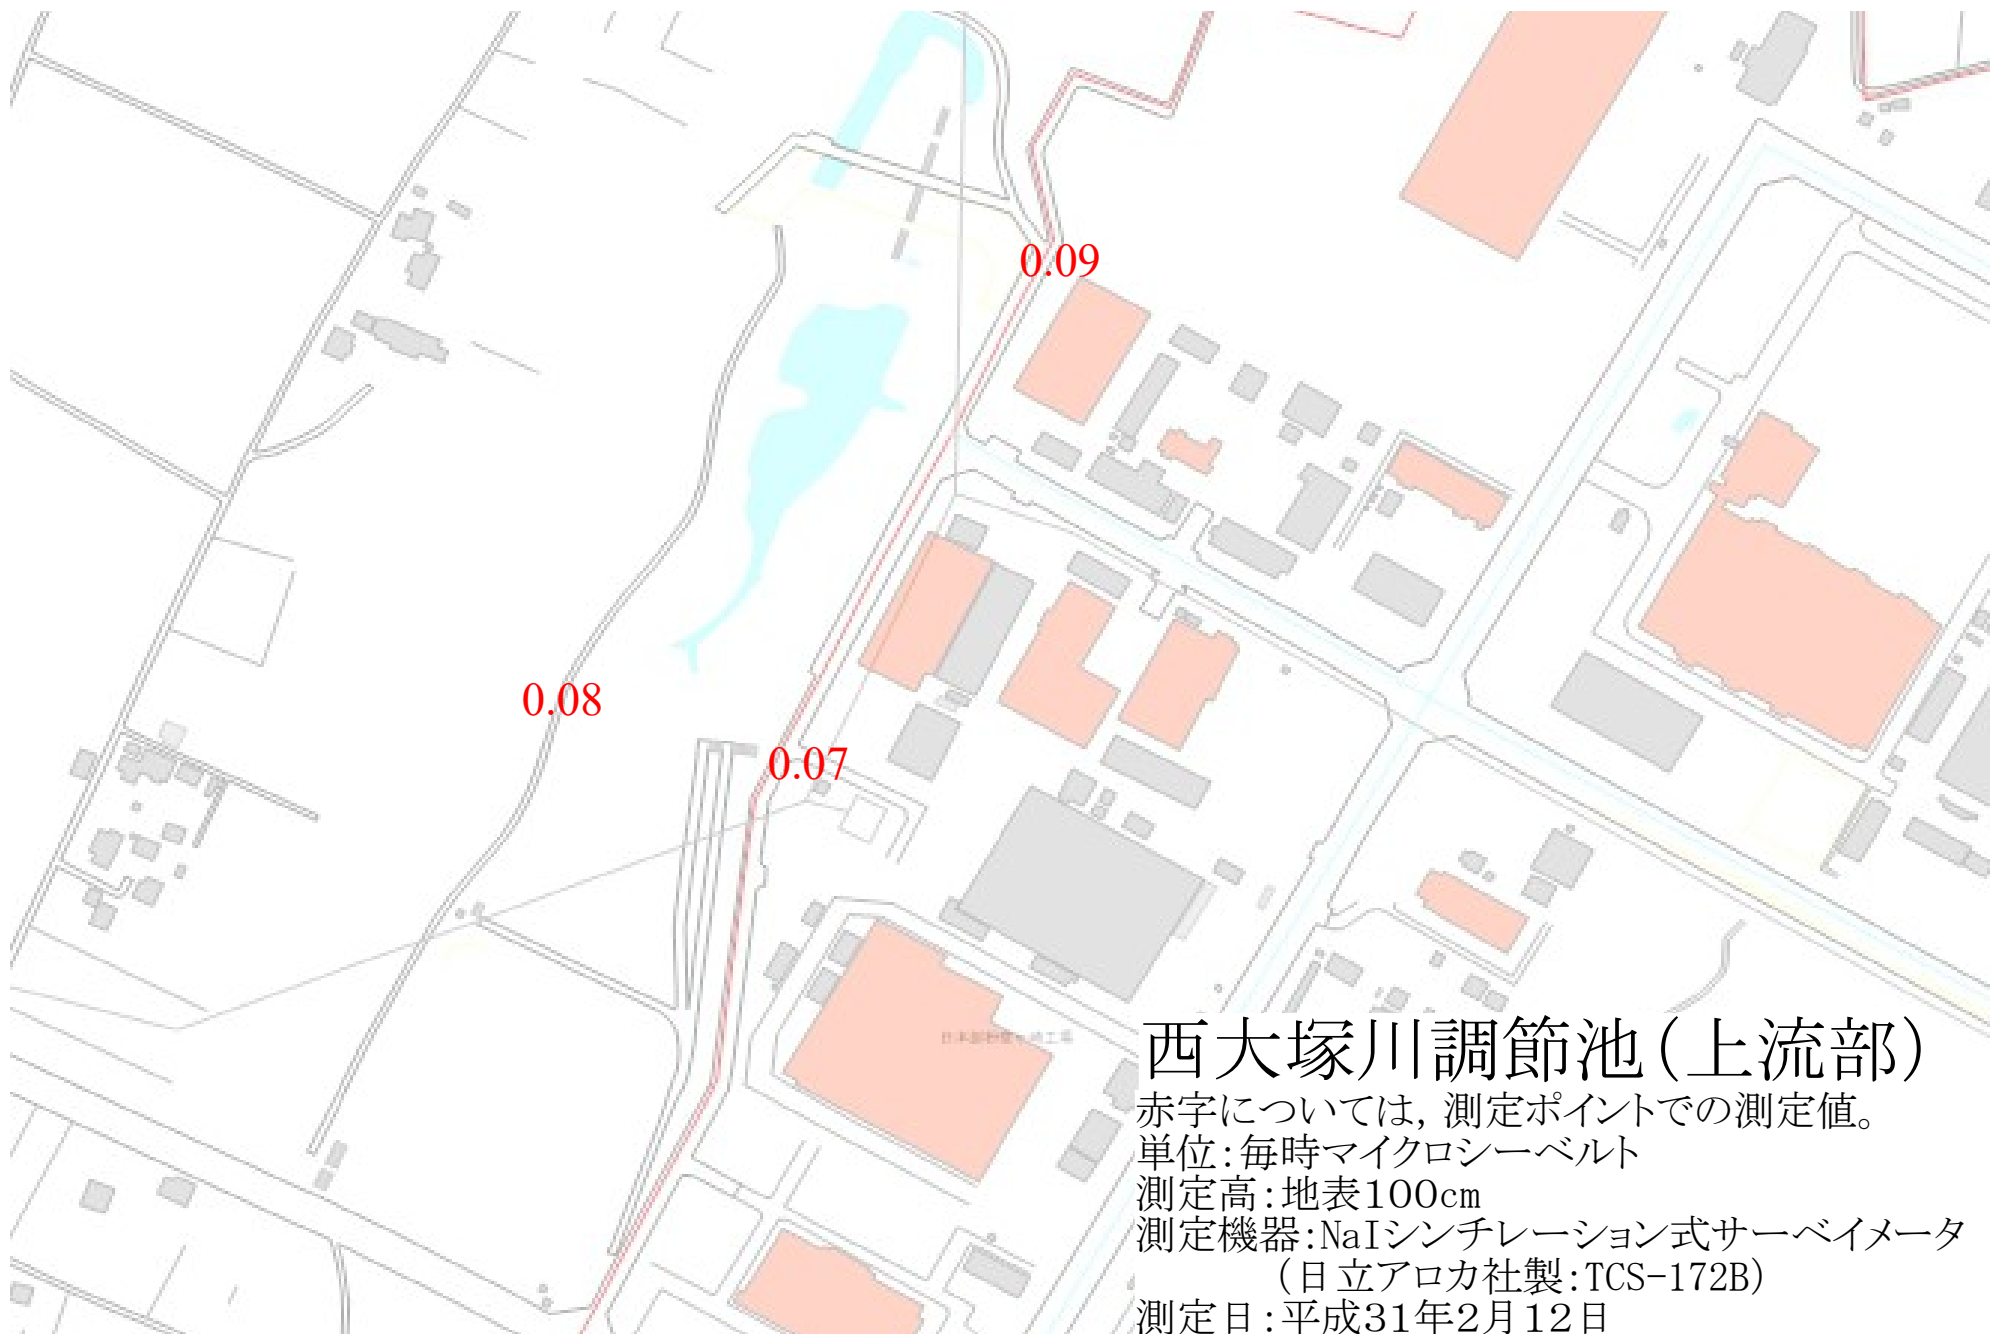 0.09
0.08
0.07
西大塚川調節池（上流部）
赤字については，測定ポイントでの測定値。
単位：毎時マイクロシーベルト
測定高：地表100cm
測定機器：NaIシンチレーション式サーベイメータ
（日立アロカ社製：TCS-172B）
測定日：平成31年2月12日